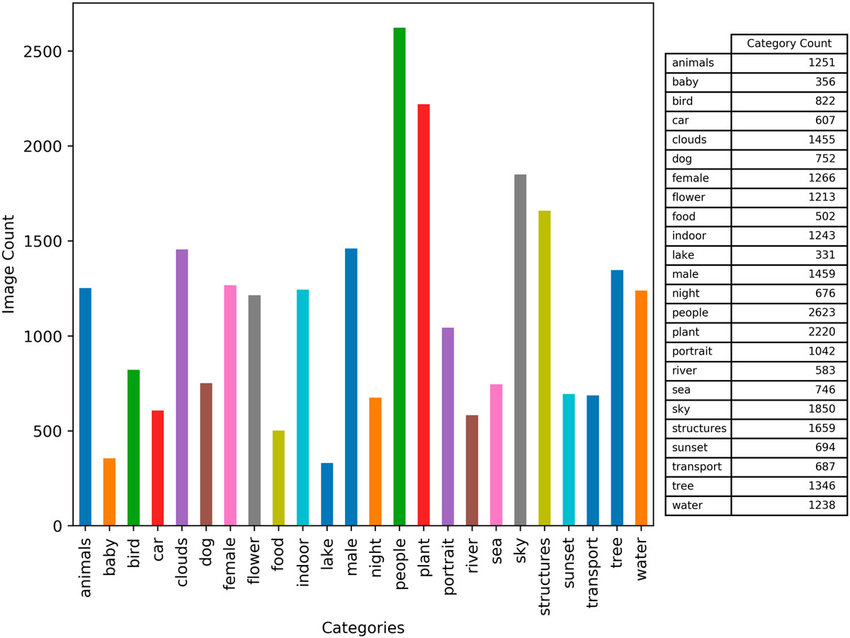 2500
2000
1500
1000
500
0
Image Count
animals
baby
bird
car
clouds
dog
female
flower
food
indoor
lake
male
night
people
plant
portrait
river
sea
sky
structures
sunset
transport
tree
water
Categories
Category Count
animals 1251
baby 356
bird 822
car 607
clouds 1455
dog 752
female 1266
flower 1213
food 502
indoor 1243
lake 331
male 1459
night 676
people 2623
plant 2220
portrait 1042
river 583
sea 746
sky 1850
structures 1659
sunset 694
transport 687
tree 1346
water 1238